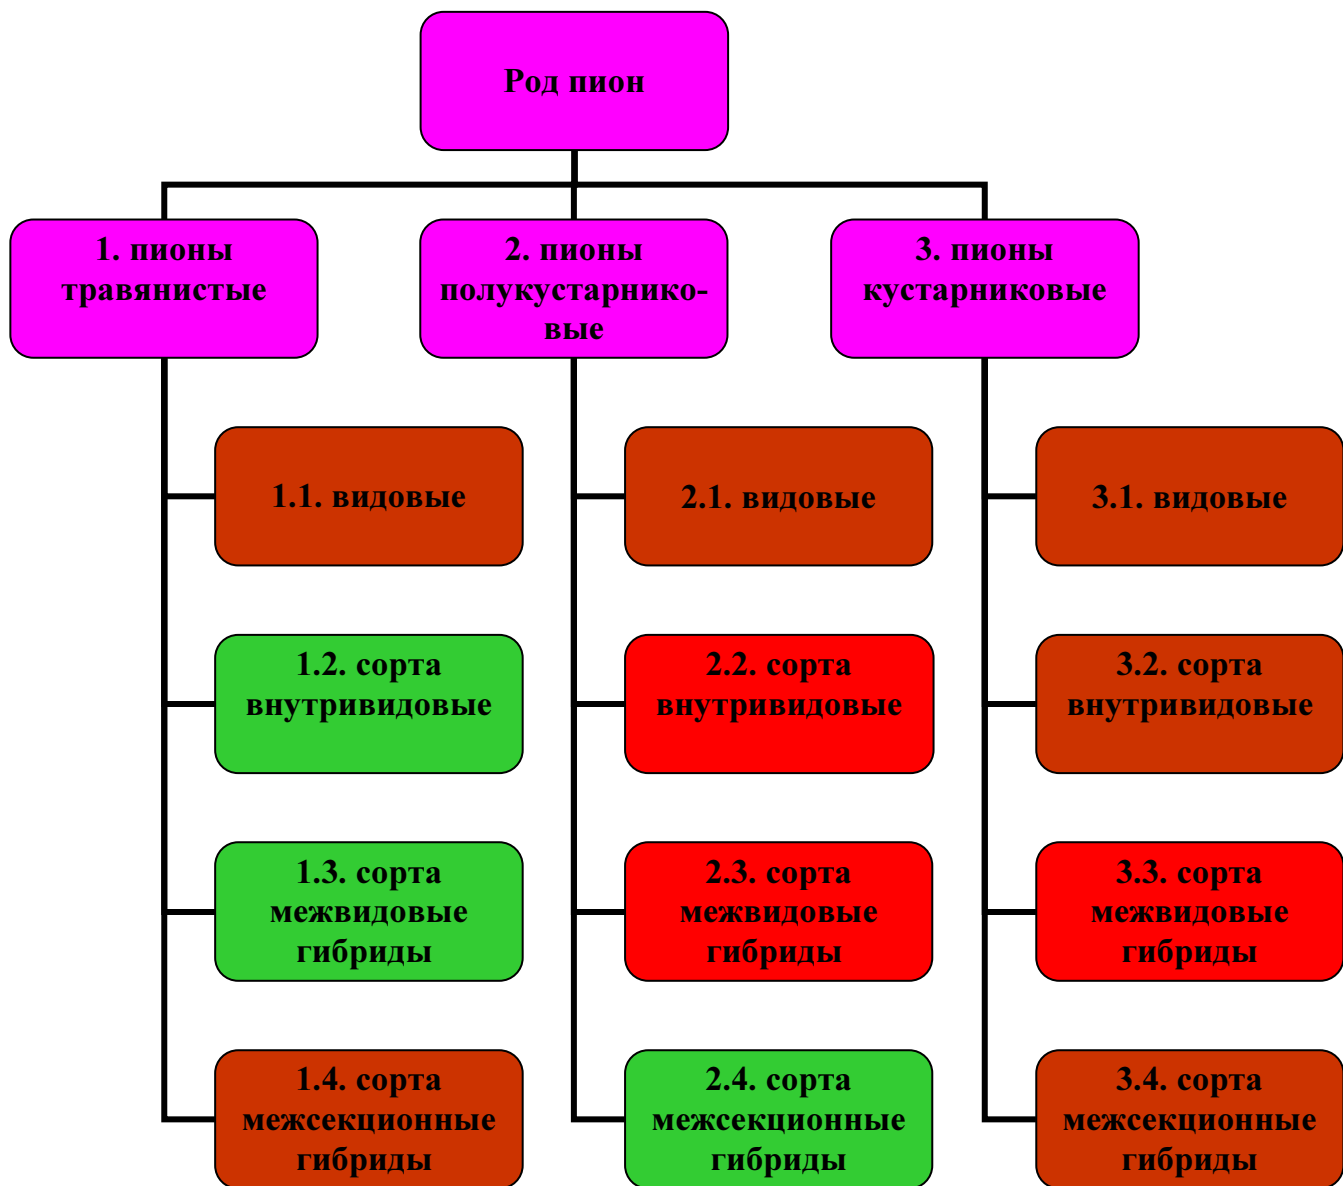 Род пион
1. пионы
травянистые
2. пионы
полукустарнико-
вые
3. пионы
кустарниковые
1.1. видовые
2.1. видовые
3.1. видовые
1.2. сорта
внутривидовые
2.2. сорта
внутривидовые
3.2. сорта
внутривидовые
1.3. сорта
межвидовые
гибриды
2.3. сорта
межвидовые
гибриды
3.3. сорта
межвидовые
гибриды
1.4. сорта
межсекционные
гибриды
2.4. сорта
межсекционные
гибриды
3.4. сорта
межсекционные
гибриды